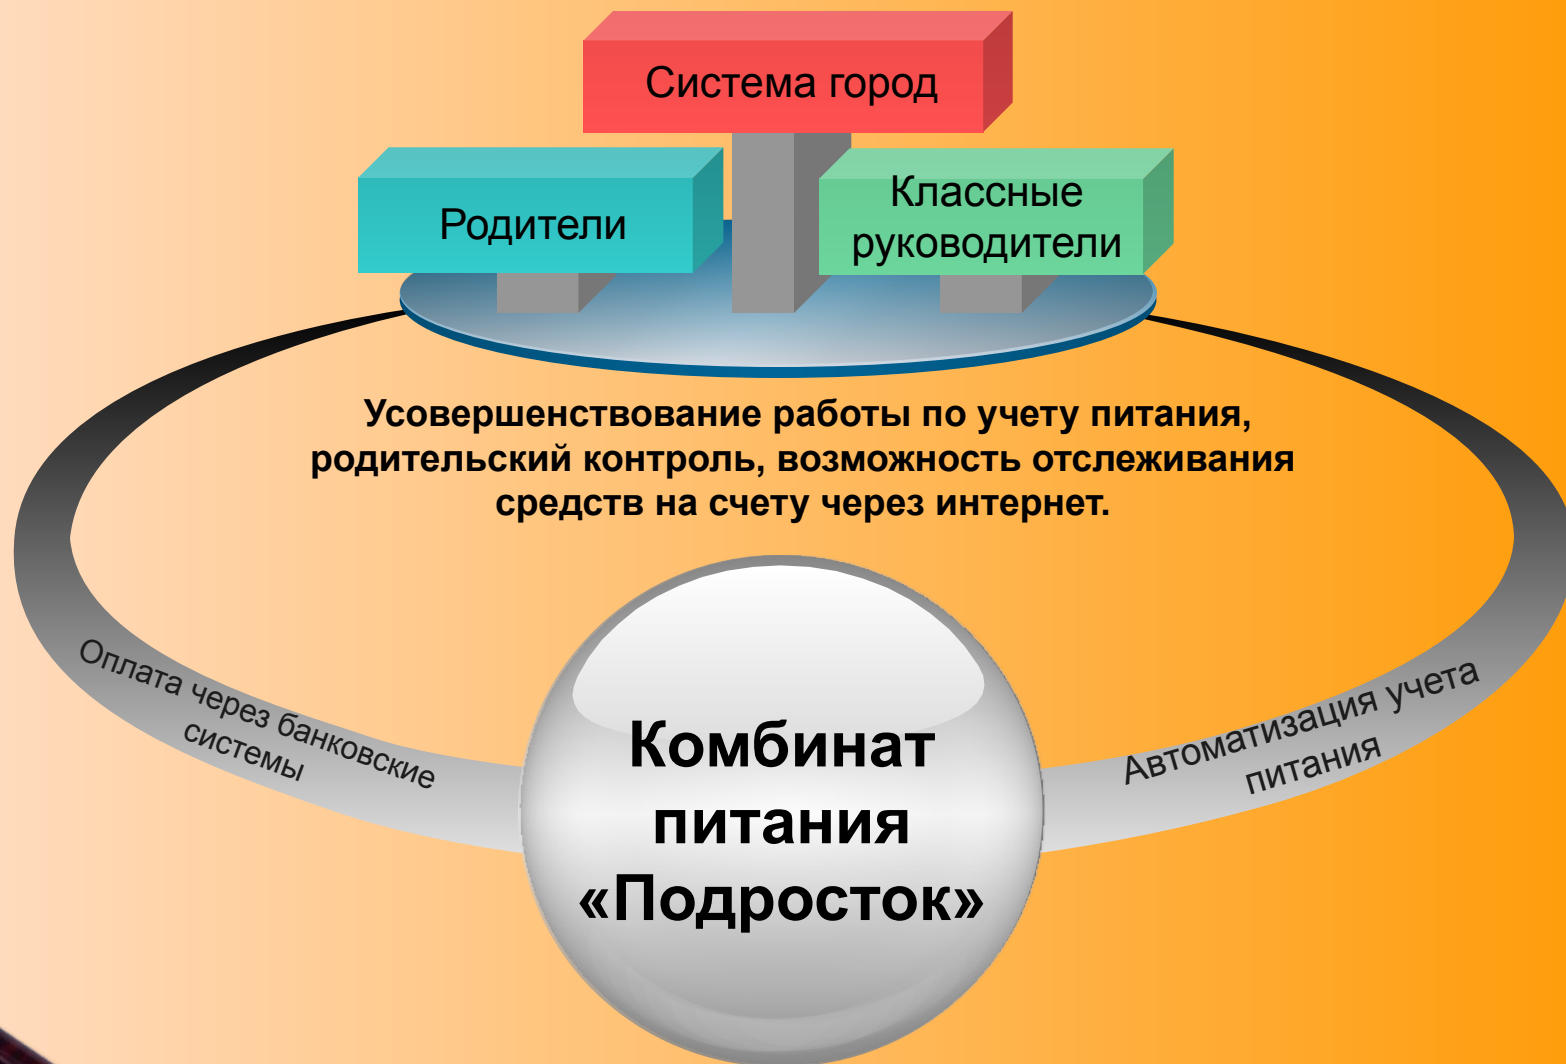 Система город
Родители
Классные
руководители
Усовершенствование работы по учету питания,
родительский контроль, возможность отслеживания
средств на счету через интернет.
Оплата через банковские
системы
Автоматизация учета
питания
Комбинат
питания
«Подросток»